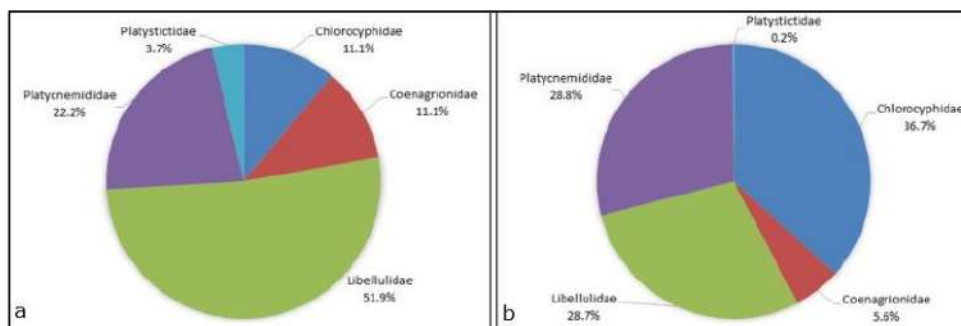 Platystictidae
3.7%
Chlorocyphidae
11.1%
Platycnemididae
22.2%
Coenagrionidae
11.1%
Libellulidae
51.9%
a
Platystictidae
0.2%
Platycnemididae
28.8%
Chlorocyphidae
36.7%
Libellulidae
28.7%
Coenagrionidae
5.6%
b